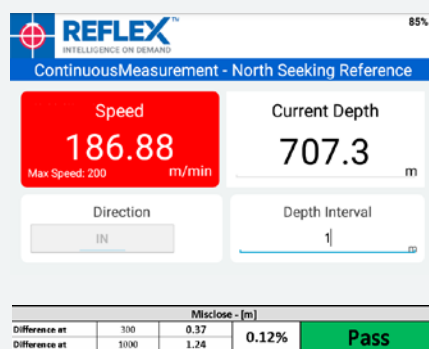 REFLEX™
INTELLIGENCE ON DEMAND
85%
ContinuousMeasurement - North Seeking Reference
Speed
186.88
Max Speed: 200 m/min
Current Depth
707.3
m
Direction
IN
Depth Interval
1
m
Misclose - [m]
Difference at 300 0.37
0.12% Pass
Difference at 1000 1.24